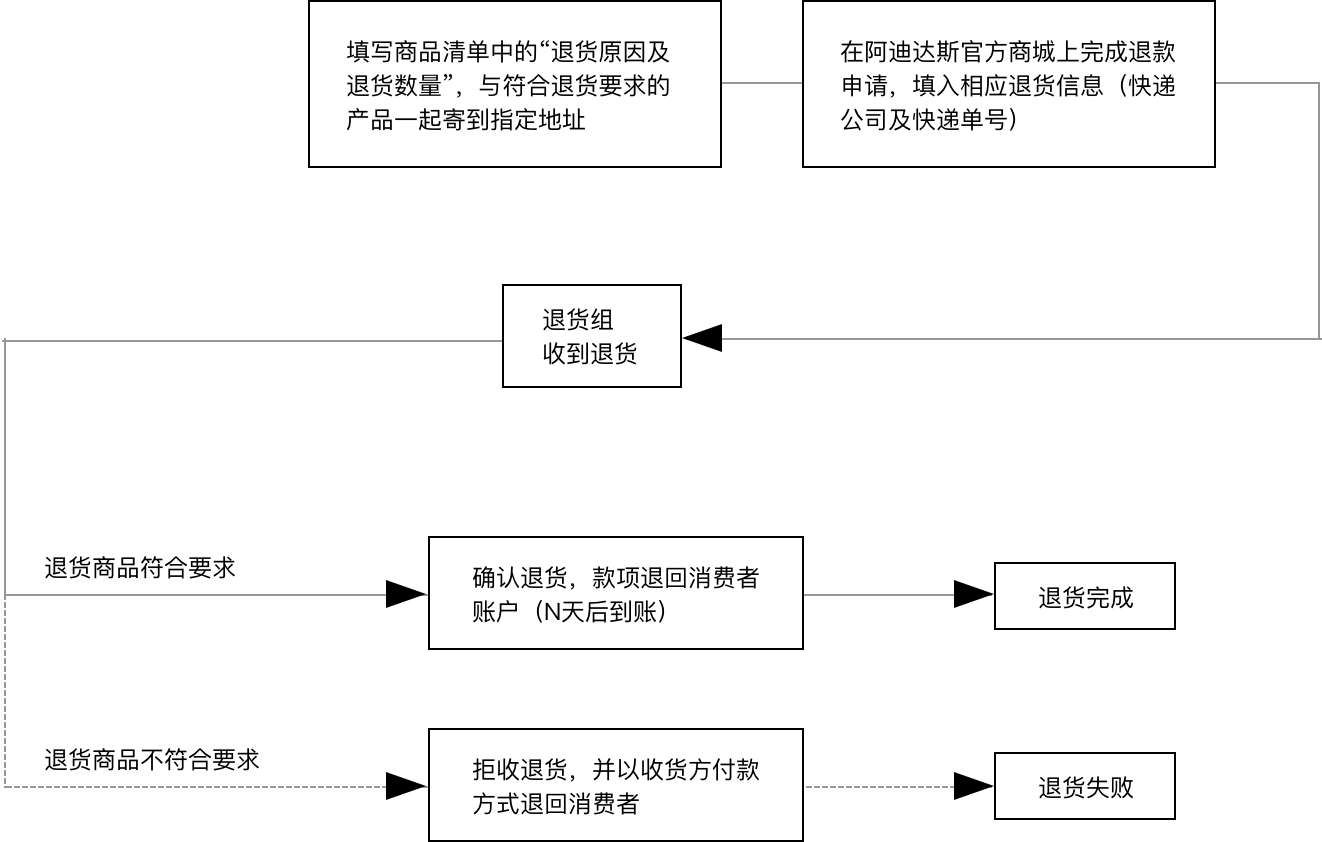 填写商品清单中的“退货原因及
退货数量”，与符合退货要求的
产品一起寄到指定地址
在阿迪达斯官方商城上完成退款
申请，填入相应退货信息（快递
公司及快递单号）
退货组
收到退货
退货商品符合要求
确认退货，款项退回消费者
账户（N天后到账）
退货完成
退货商品不符合要求
拒收退货，并以收货方付款
方式退回消费者
退货失败